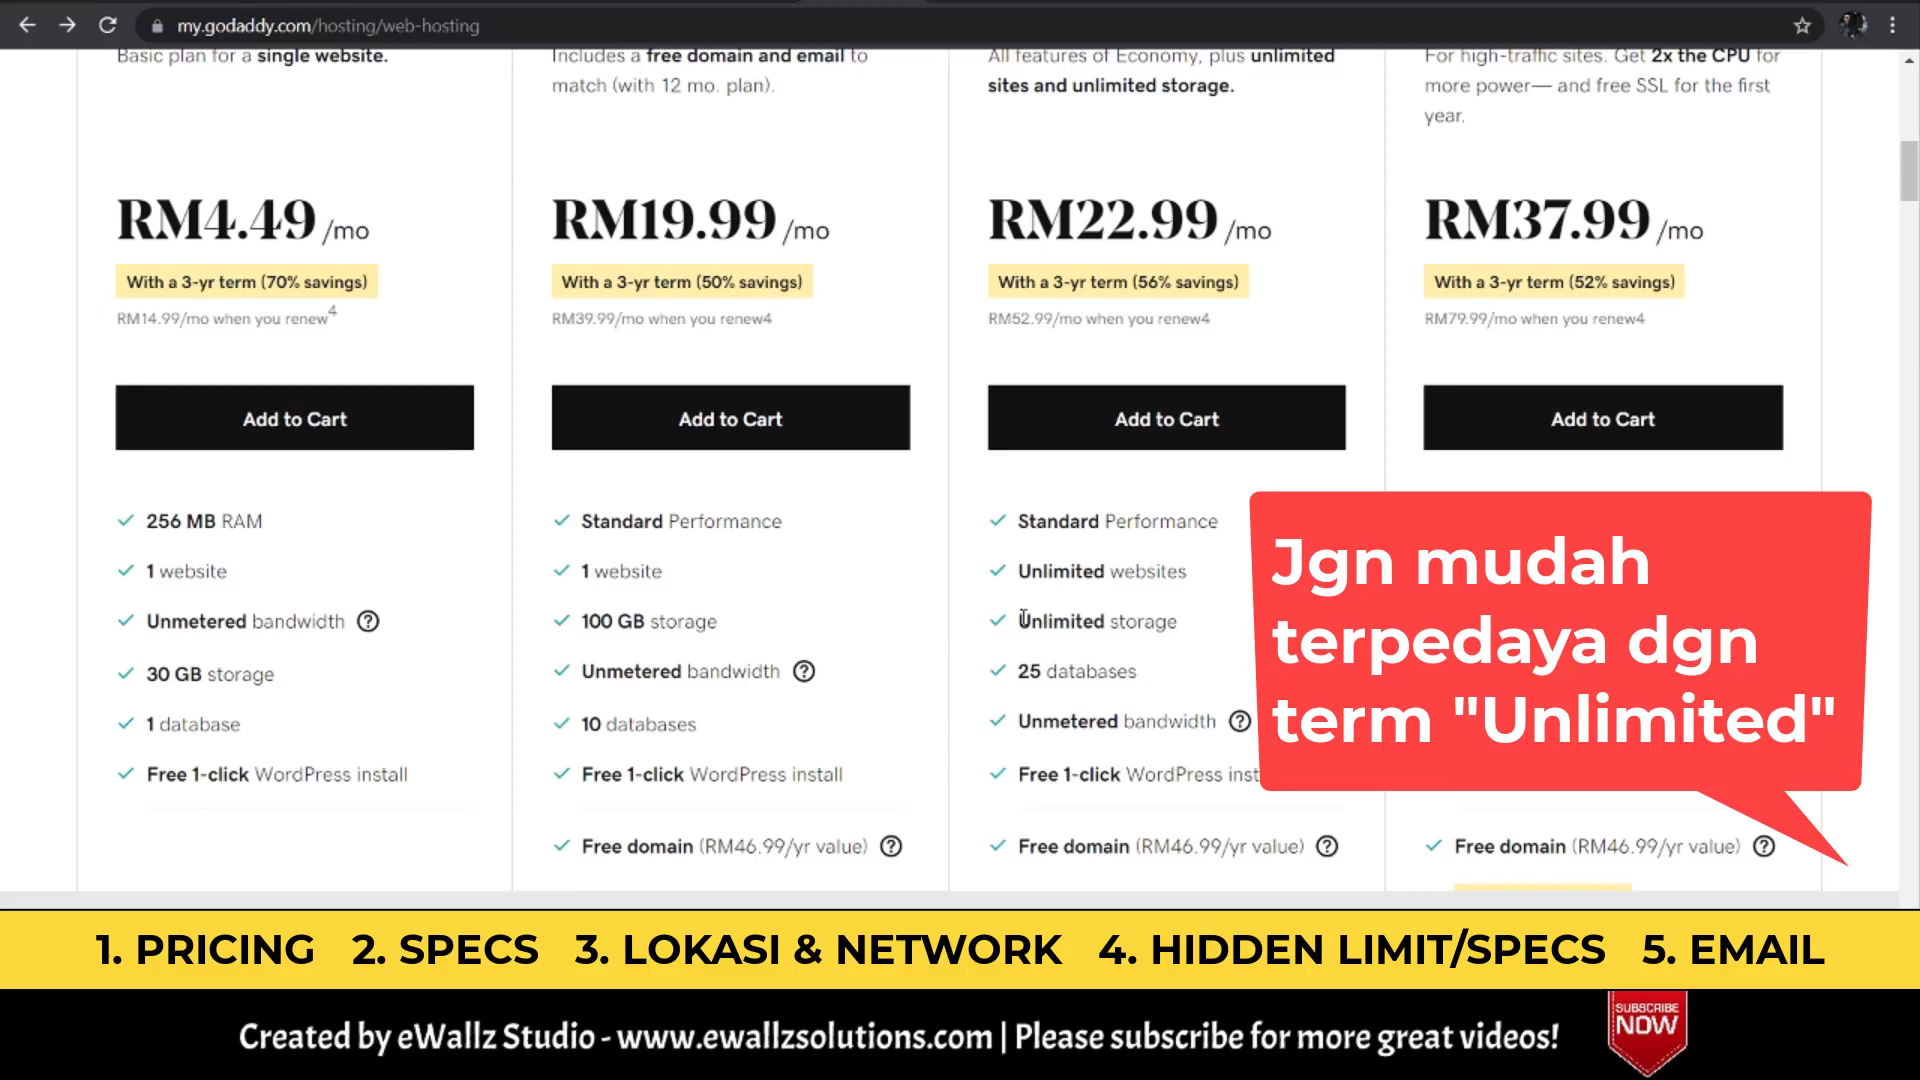 my.godaddy.com/hosting/web-hosting
Basic plan for a single website.
RM4.49 /mo
With a 3-yr term (70% savings)
RM14.99/mo when you renew4
Add to Cart
256 MB RAM
1 website
Unmetered bandwidth ?
30 GB storage
1 database
Free 1-click WordPress install
Includes a free domain and email to
match (with 12 mo. plan).
RM19.99 /mo
With a 3-yr term (50% savings)
RM39.99/mo when you renew4
Add to Cart
Standard Performance
1 website
100 GB storage
Unmetered bandwidth ?
10 databases
Free 1-click WordPress install
Free domain (RM46.99/yr value) ?
All features of Economy, plus unlimited
sites and unlimited storage.
RM22.99 /mo
With a 3-yr term (56% savings)
RM52.99/mo when you renew4
Add to Cart
Standard Performance
Unlimited websites
Unlimited storage
25 databases
Unmetered bandwidth ?
Free 1-click WordPress inst
Free domain (RM46.99/yr value) ?
For high-traffic sites. Get 2x the CPU for
more power— and free SSL for the first
year.
RM37.99 /mo
With a 3-yr term (52% savings)
RM79.99/mo when you renew4
Add to Cart
Free domain (RM46.99/yr value) ?
Jgn mudah
terpedaya dgn
term "Unlimited"
1. PRICING 2. SPECS 3. LOKASI & NETWORK 4. HIDDEN LIMIT/SPECS 5. EMAIL
Created by eWallz Studio - www.ewallzsolutions.com | Please subscribe for more great videos!
SUBSCRIBE
NOW